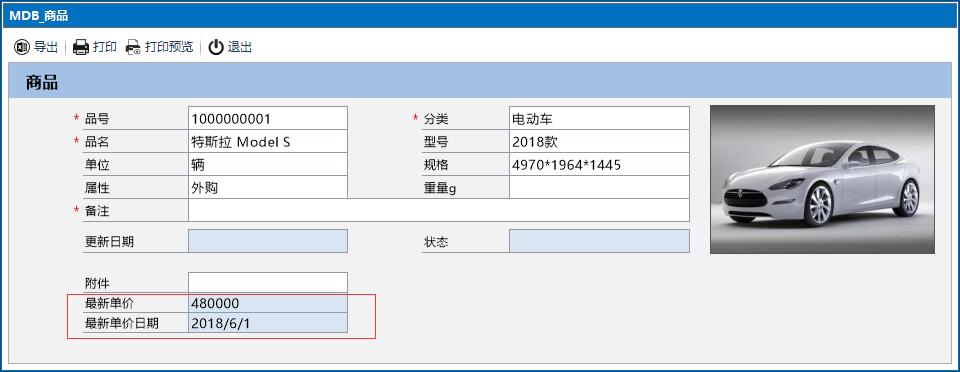 MDB_商品
导出 打印 打印预览 退出
商品
* 品号 1000000001 * 分类 电动车
* 品名 特斯拉 Model S 型号 2018款
单位 辆 规格 4970*1964*1445
属性 外购 重量g
* 备注
更新日期 状态
附件
最新单价 480000
最新单价日期 2018/6/1